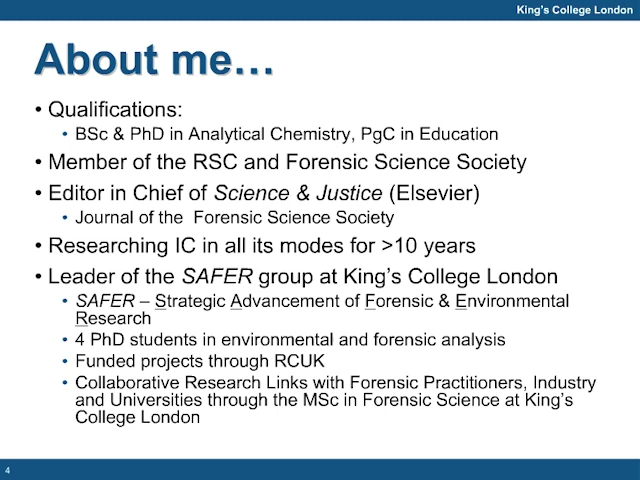 King's College London
About me…
• Qualifications:
• BSc & PhD in Analytical Chemistry, PgC in Education
• Member of the RSC and Forensic Science Society
• Editor in Chief of Science & Justice (Elsevier)
• Journal of the  Forensic Science Society
• Researching IC in all its modes for >10 years
• Leader of the SAFER group at King's College London
• SAFER – Strategic Advancement of Forensic & Environmental
Research
• 4 PhD students in environmental and forensic analysis
• Funded projects through RCUK
• Collaborative Research Links with Forensic Practitioners, Industry
and Universities through the MSc in Forensic Science at King's
College London
4